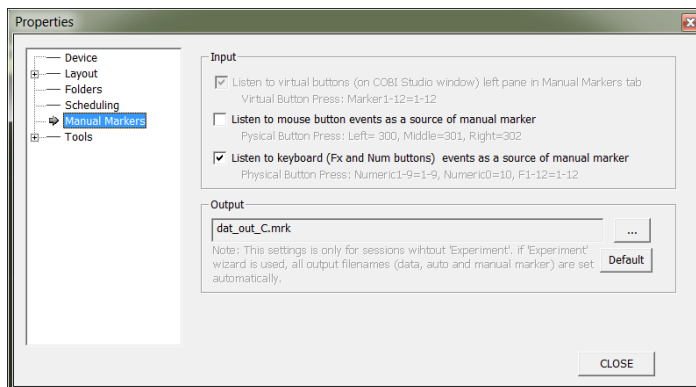 Properties
Device
Layout
Folders
Scheduling
Manual Markers
Tools
Input
Listen to virtual buttons (on COBI Studio window) left pane in Manual Markers tab
Virtual Button Press: Marker1-12=1-12
Listen to mouse button events as a source of manual marker
Pysical Button Press: Left= 300, Middle=301, Right=302
Listen to keyboard (Fx and Num buttons)  events as a source of manual marker
Physical Button Press: Numeric1-9=1-9, Numeric0=10, F1-12=1-12
Output
dat_out_C.mrk
...
Note: This settings is only for sessions wihtout 'Experiment'. if 'Experiment'
wizard is used, all output filenames (data, auto and manual marker) are set
automatically.
Default
CLOSE